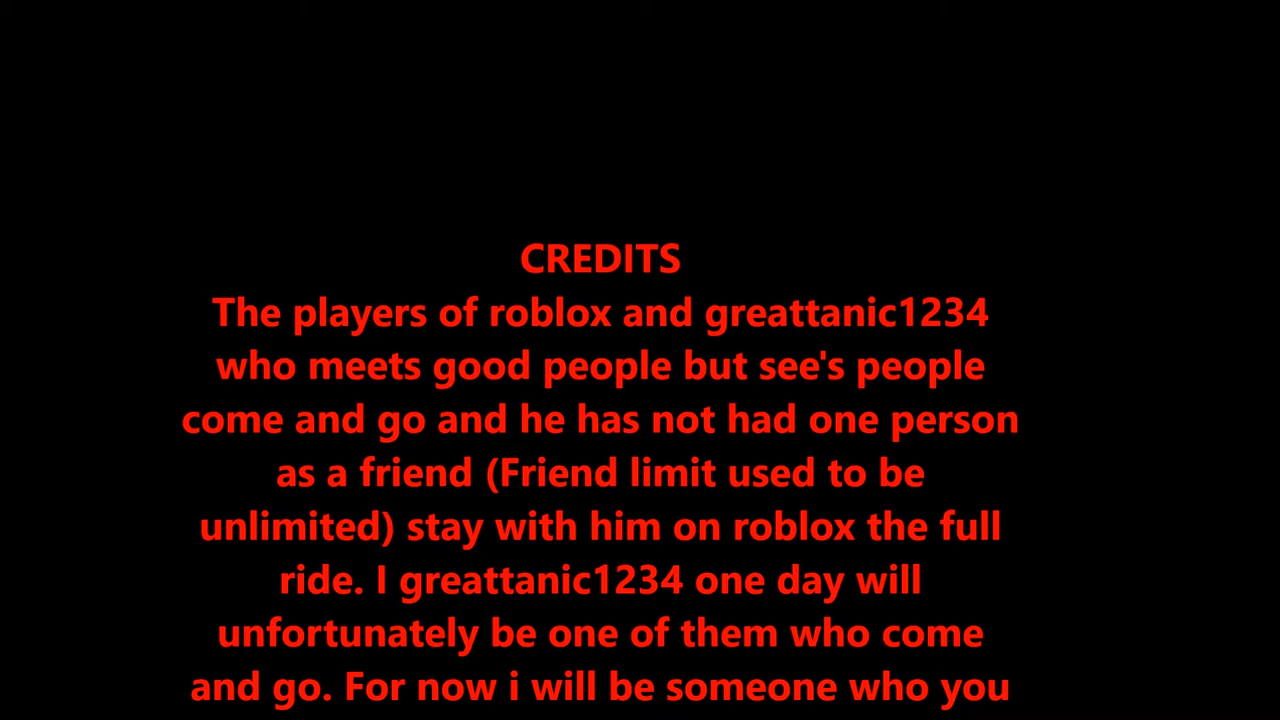 CREDITS
The players of roblox and greattanic1234
who meets good people but see's people
come and go and he has not had one person
as a friend (Friend limit used to be
unlimited) stay with him on roblox the full
ride. I greattanic1234 one day will
unfortunately be one of them who come
and go. For now i will be someone who you